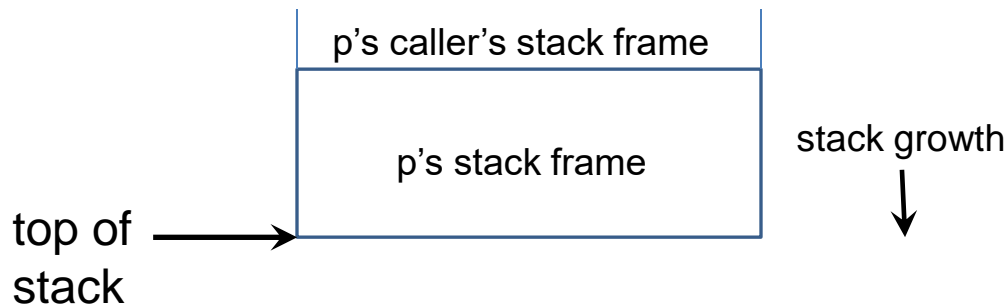 p’s caller’s stack frame
p’s stack frame
stack growth
top of
stack